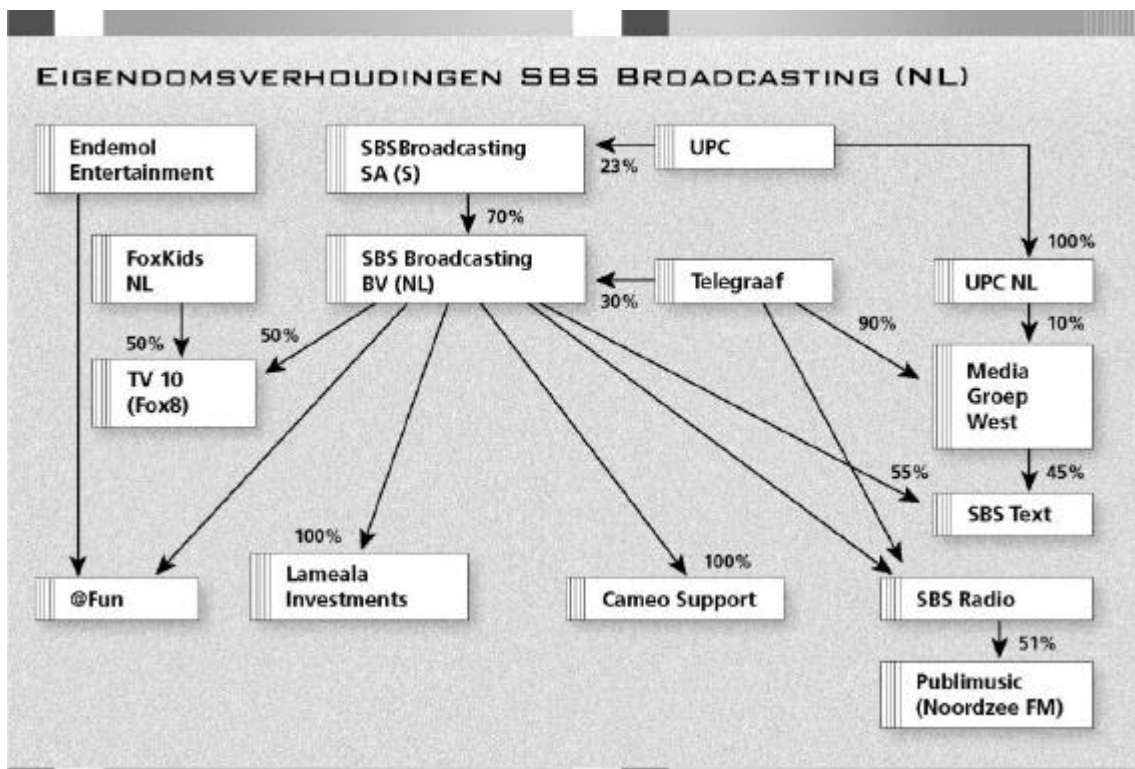 EIGENDOMSVERHOUDINGEN SBS BROADCASTING (NL)
Endemol
Entertainment
SBSBroadcasting
SA (S)
UPC
23%
70%
100%
FoxKids
NL
SBS Broadcasting
BV (NL)
Telegraaf
UPC NL
30%
50%
50%
90%
10%
TV 10
(Fox8)
Media
Groep
West
55%
45%
SBS Text
100%
100%
@Fun
Lameala
Investments
Cameo Support
SBS Radio
51%
Publimusic
(Noordzee FM)